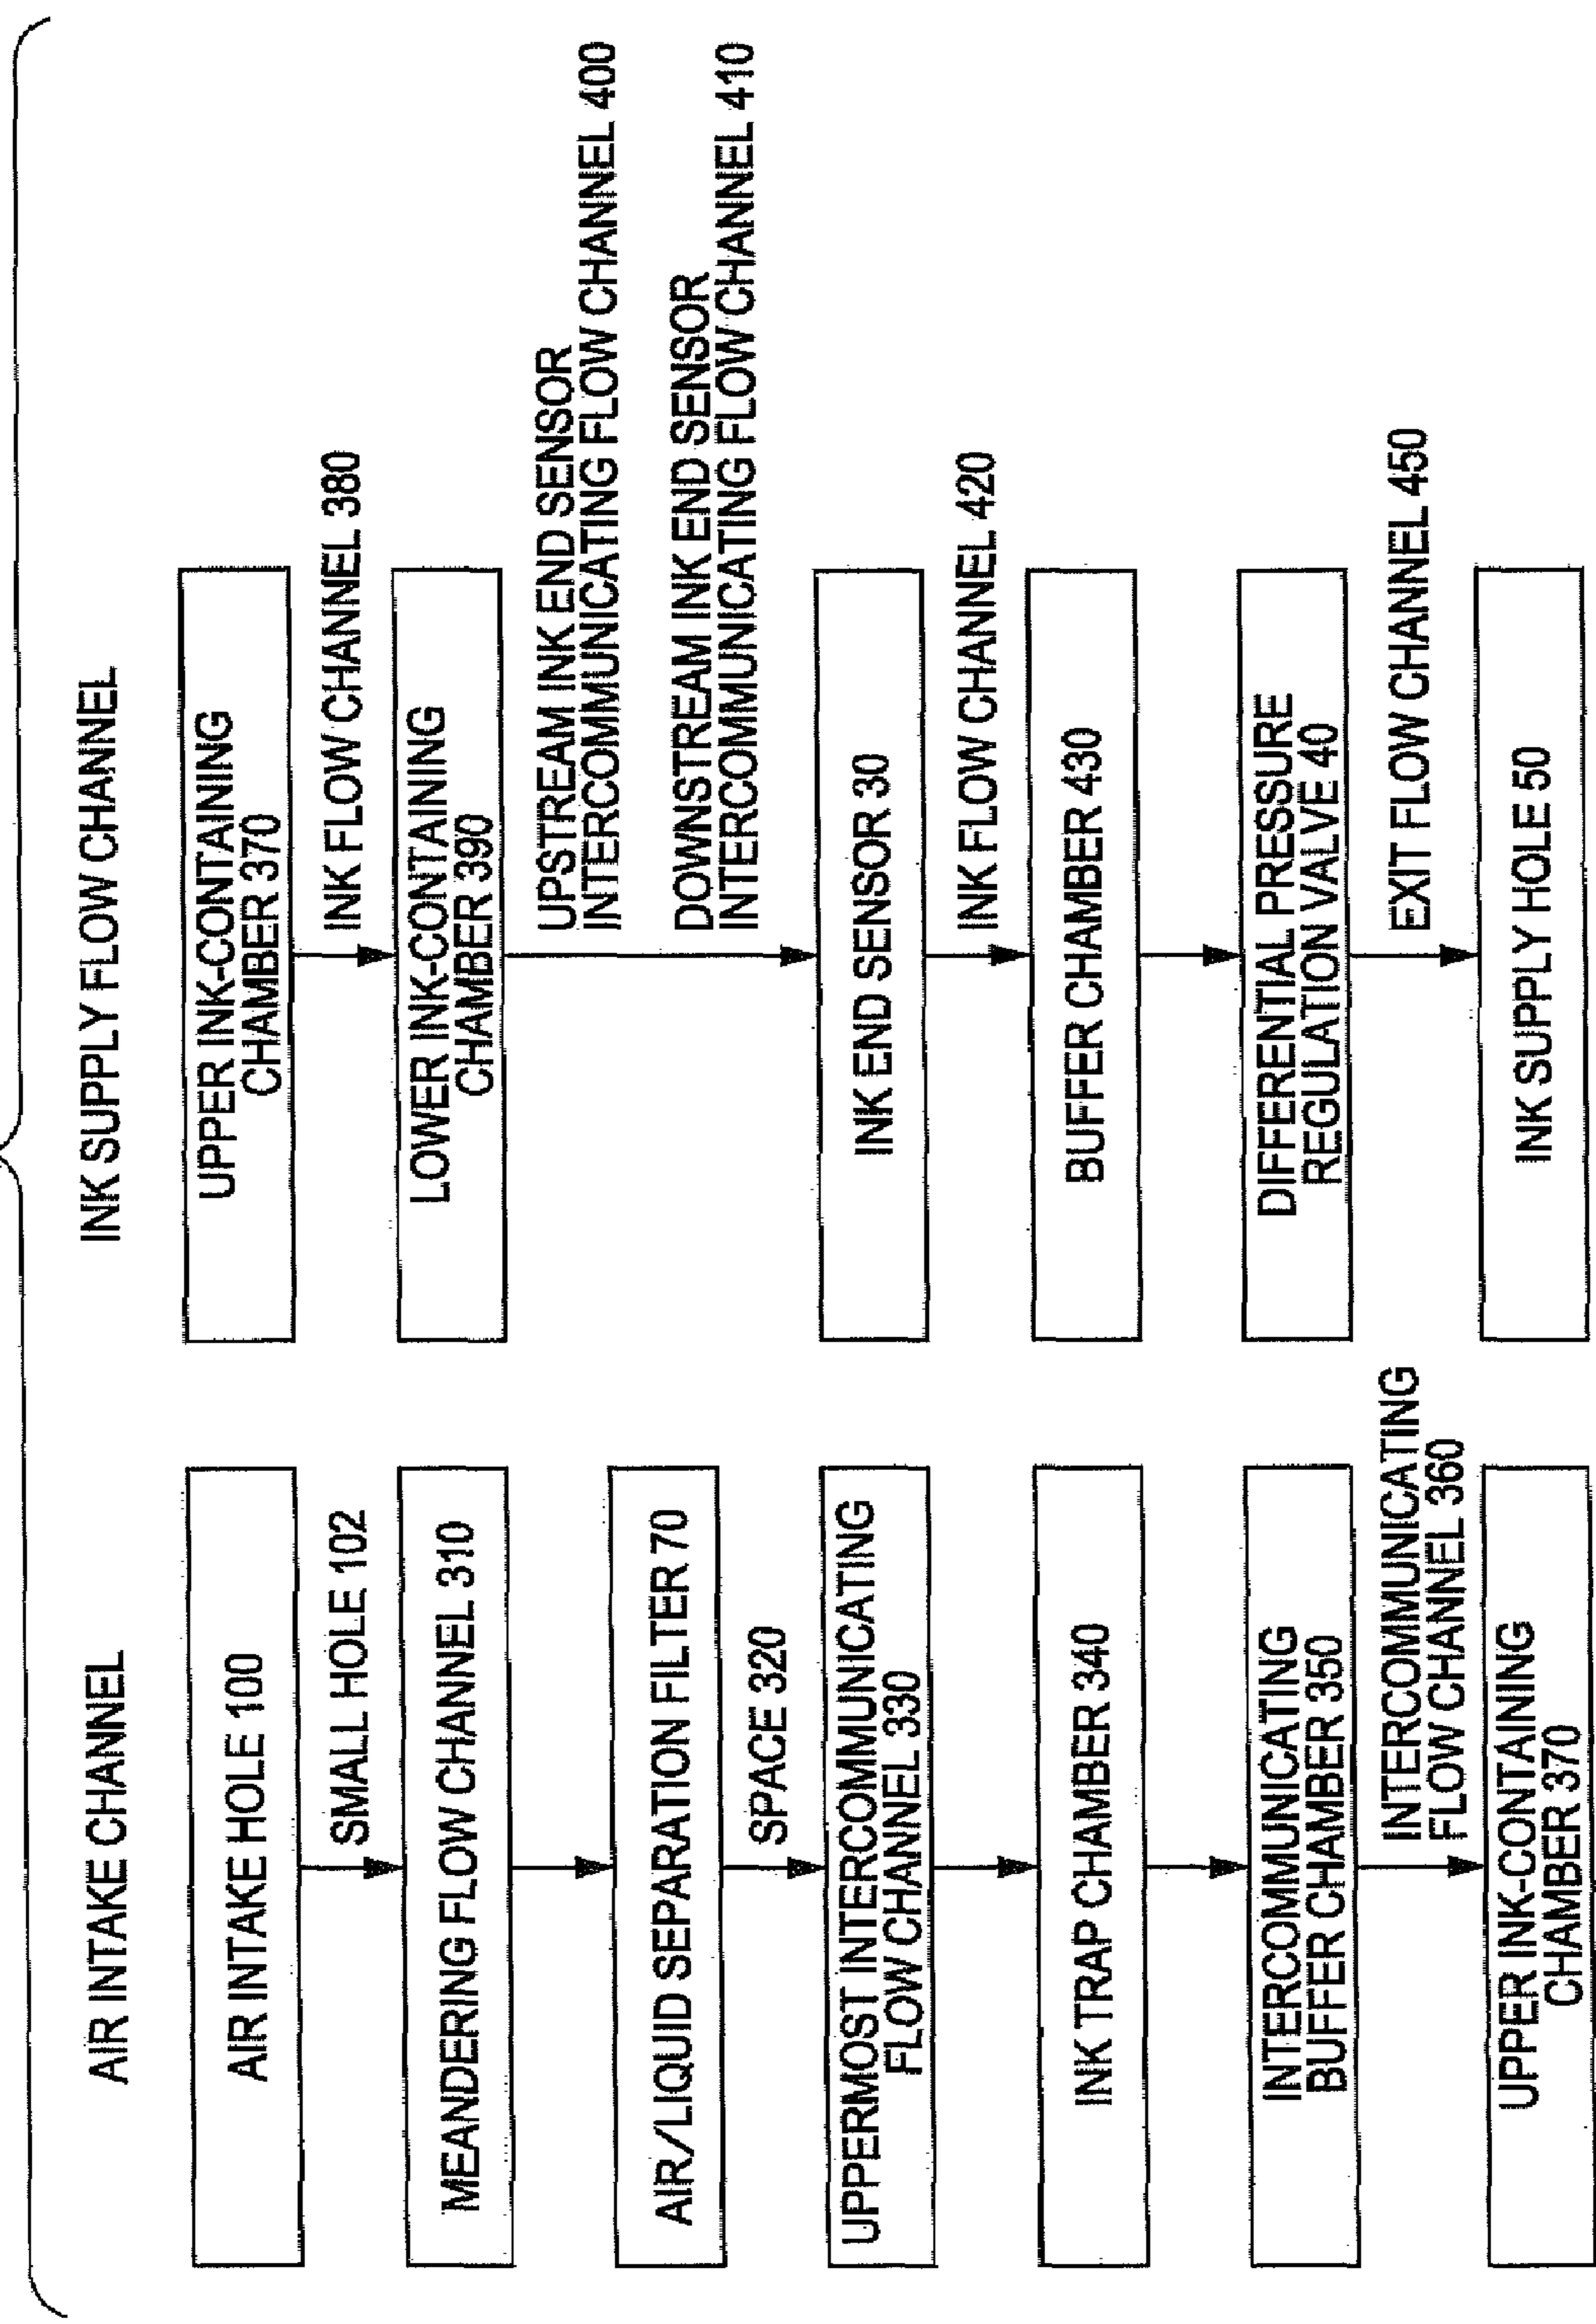 AIR INTAKE CHANNEL
AIR INTAKE HOLE 100
SMALL HOLE 102
MEANDERING FLOW CHANNEL 310
AIR/LIQUID SEPARATION FILTER 70
SPACE 320
UPPERMOST INTERCOMMUNICATING
FLOW CHANNEL 330
INK TRAP CHAMBER 340
INTERCOMMUNICATING
BUFFER CHAMBER 350
INTERCOMMUNICATING
FLOW CHANNEL 360
UPPER INK-CONTAINING
CHAMBER 370
INK SUPPLY FLOW CHANNEL
UPPER INK-CONTAINING
CHAMBER 370
INK FLOW CHANNEL 380
LOWER INK-CONTAINING
CHAMBER 390
UPSTREAM INK END SENSOR
INTERCOMMUNICATING FLOW CHANNEL 400
DOWNSTREAM INK END SENSOR
INTERCOMMUNICATING FLOW CHANNEL 410
INK END SENSOR 30
INK FLOW CHANNEL 420
BUFFER CHAMBER 430
DIFFERENTIAL PRESSURE
REGULATION VALVE 40
EXIT FLOW CHANNEL 450
INK SUPPLY HOLE 50